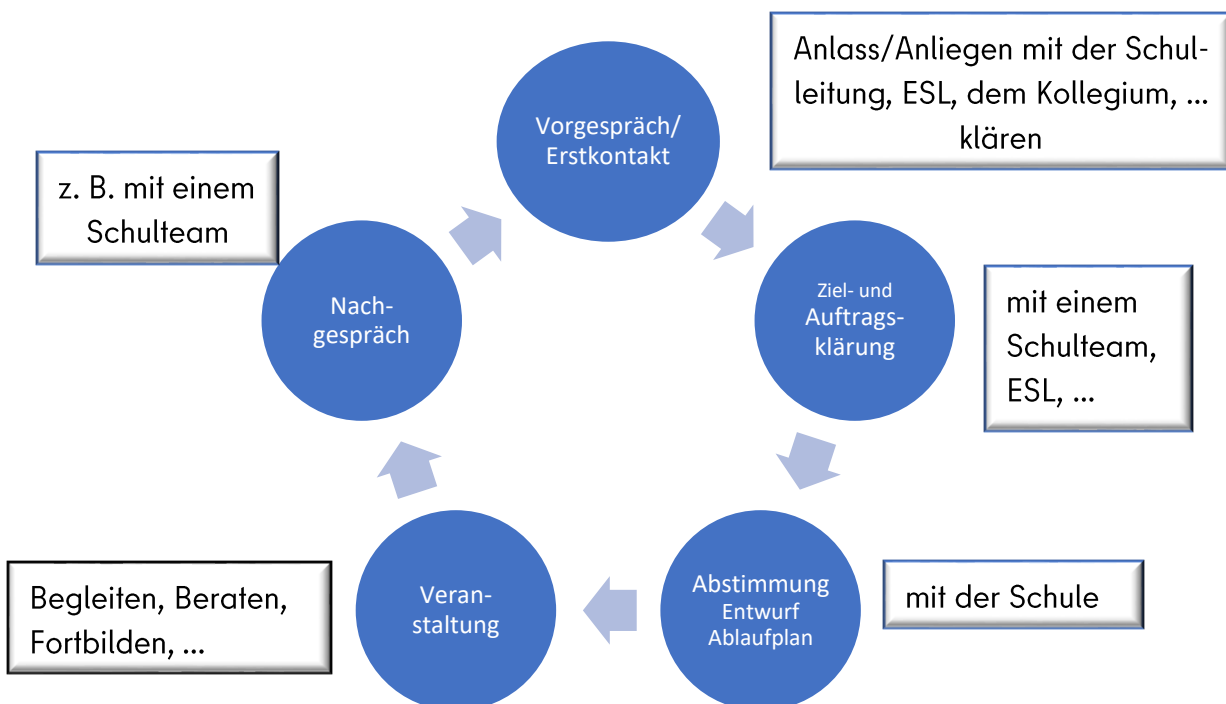 Vorgespräch/
Erstkontakt
Anlass/Anliegen mit der Schul-
leitung, ESL, dem Kollegium, ...
klären
Ziel- und
Auftrags-
klärung
mit einem
Schulteam,
ESL, ...
Abstimmung
Entwurf
Ablaufplan
mit der Schule
Veran-
staltung
Begleiten, Beraten,
Fortbilden, ...
Nach-
gespräch
z. B. mit einem
Schulteam